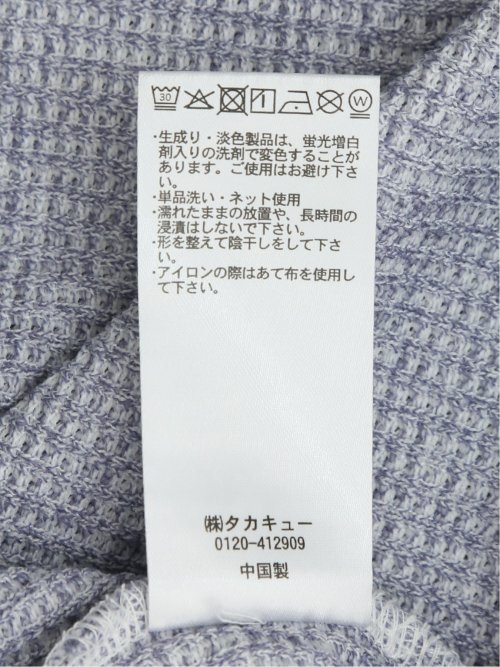 30
W
・生成り・淡色製品は、蛍光増白
剤入りの洗剤で変色することが
あります。ご使用はお避け下さ
い。
・単品洗い・ネット使用
・濡れたままの放置や、長時間の
浸漬はしないで下さい。
・形を整えて陰干しをして下さ
い。
・アイロンの際はあて布を使用し
て下さい。
㈱タカキュー
0120-412909
中国製